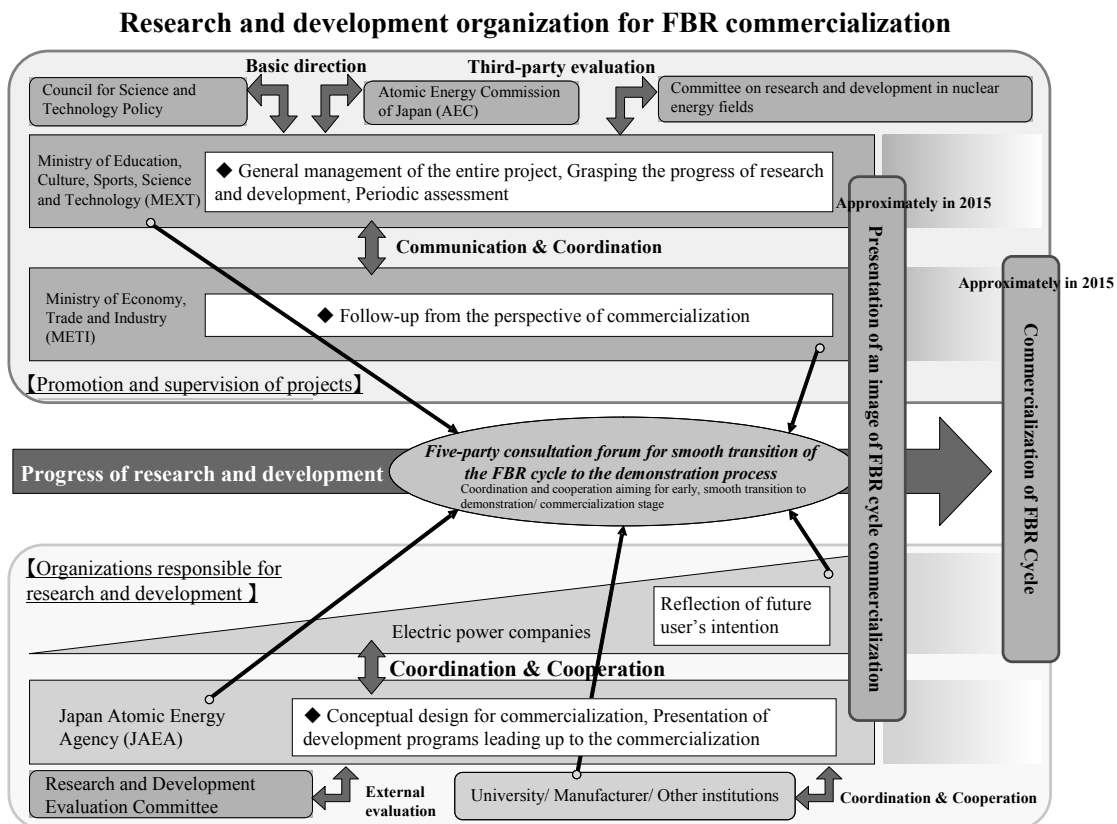 Research and development organization for FBR commercialization
Basic direction
Third-party evaluation
Council for Science and
Technology Policy
Atomic Energy Commission
of Japan (AEC)
Committee on research and development in nuclear
energy fields
Ministry of Education,
Culture, Sports, Science
and Technology (MEXT)
◆ General management of the entire project, Grasping the progress of research
and development, Periodic assessment
Approximately in 2015
Communication & Coordination
Ministry of Economy,
Trade and Industry
(METI)
◆ Follow-up from the perspective of commercialization
Approximately in 2015
【Promotion and supervision of projects】
Presentation of an image of FBR cycle commercialization
Commercialization of FBR Cycle
Progress of research and development
Five-party consultation forum for smooth transition of
the FBR cycle to the demonstration process
Coordination and cooperation aiming for early, smooth transition to
demonstration/ commercialization stage
【Organizations responsible for
research and development 】
Reflection of future
user's intention
Electric power companies
Coordination & Cooperation
Japan Atomic Energy
Agency (JAEA)
◆ Conceptual design for commercialization, Presentation of
development programs leading up to the commercialization
Research and Development
Evaluation Committee
External
evaluation
University/ Manufacturer/ Other institutions
Coordination & Cooperation